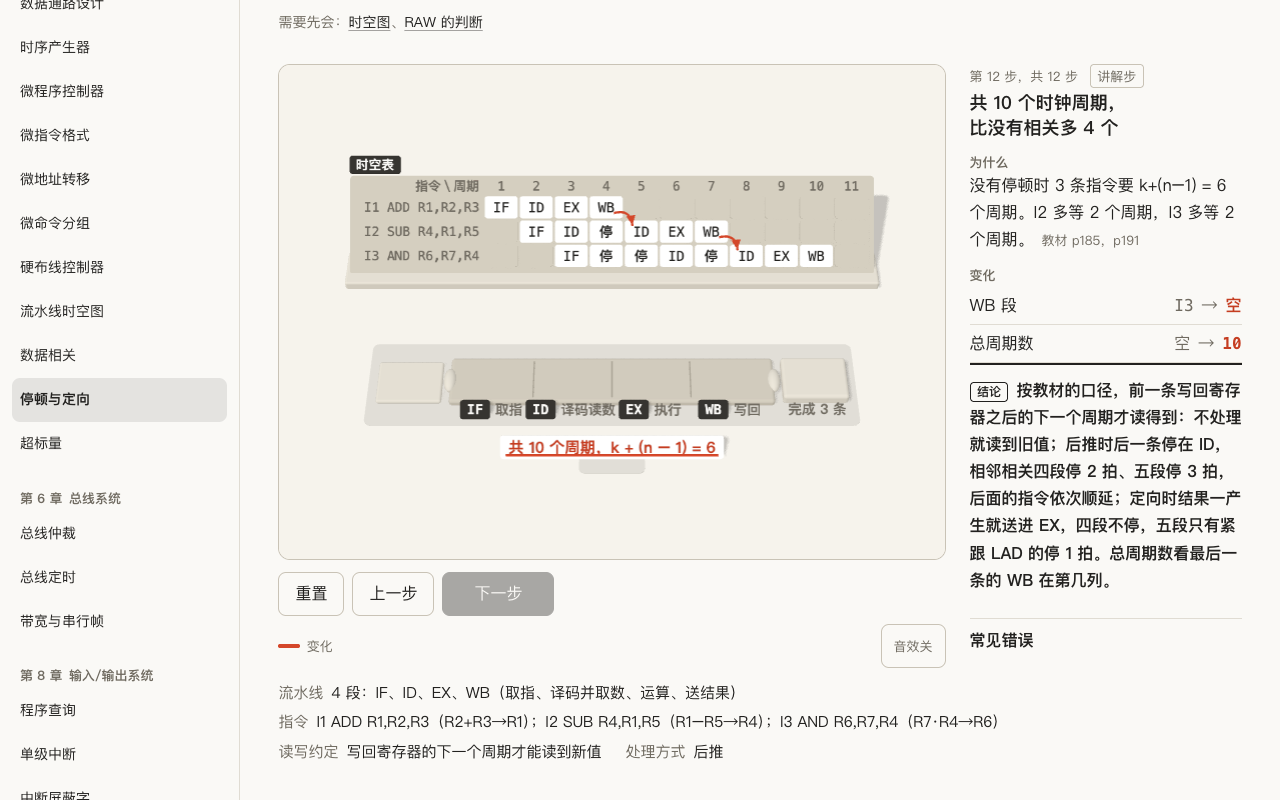 数据通路设计
时序产生器
微程序控制器
微指令格式
微地址转移
微命令分组
硬布线控制器
流水线时空图
数据相关
停顿与定向
超标量
第 6 章 总线系统
总线仲裁
总线定时
带宽与串行帧
第 8 章 输入/输出系统
程序查询
单级中断
中断屏蔽字
需要先会：时空图、RAW 的判断
时空表
指令 \ 周期 1 2 3 4 5 6 7 8 9 10 11
I1 ADD R1,R2,R3 IF ID EX WB
I2 SUB R4,R1,R5 IF ID 停 ID EX WB
I3 AND R6,R7,R4 IF 停 停 ID 停 ID EX WB
IF 取指 ID 译码读数 EX 执行 WB 写回 完成 3 条
共 10 个周期，k + (n − 1) = 6
重置 上一步 下一步
变化 音效关
流水线 4 段：IF、ID、EX、WB（取指、译码并取数、运算、送结果）
指令 I1 ADD R1,R2,R3（R2+R3→R1）；I2 SUB R4,R1,R5（R1−R5→R4）；I3 AND R6,R7,R4（R7·R4→R6）
读写约定 写回寄存器的下一个周期才能读到新值 处理方式 后推
第 12 步，共 12 步 讲解步
共 10 个时钟周期，
比没有相关多 4 个
为什么
没有停顿时 3 条指令要 k+(n−1) = 6
个周期。I2 多等 2 个周期，I3 多等 2
个周期。 教材 p185，p191
变化
WB 段 I3 → 空
总周期数 空 → 10
结论 按教材的口径，前一条写回寄存
器之后的下一个周期才读得到：不处理
就读到旧值；后推时后一条停在 ID，
相邻相关四段停 2 拍、五段停 3 拍，
后面的指令依次顺延；定向时结果一产
生就送进 EX，四段不停，五段只有紧
跟 LAD 的停 1 拍。总周期数看最后一
条的 WB 在第几列。
常见错误